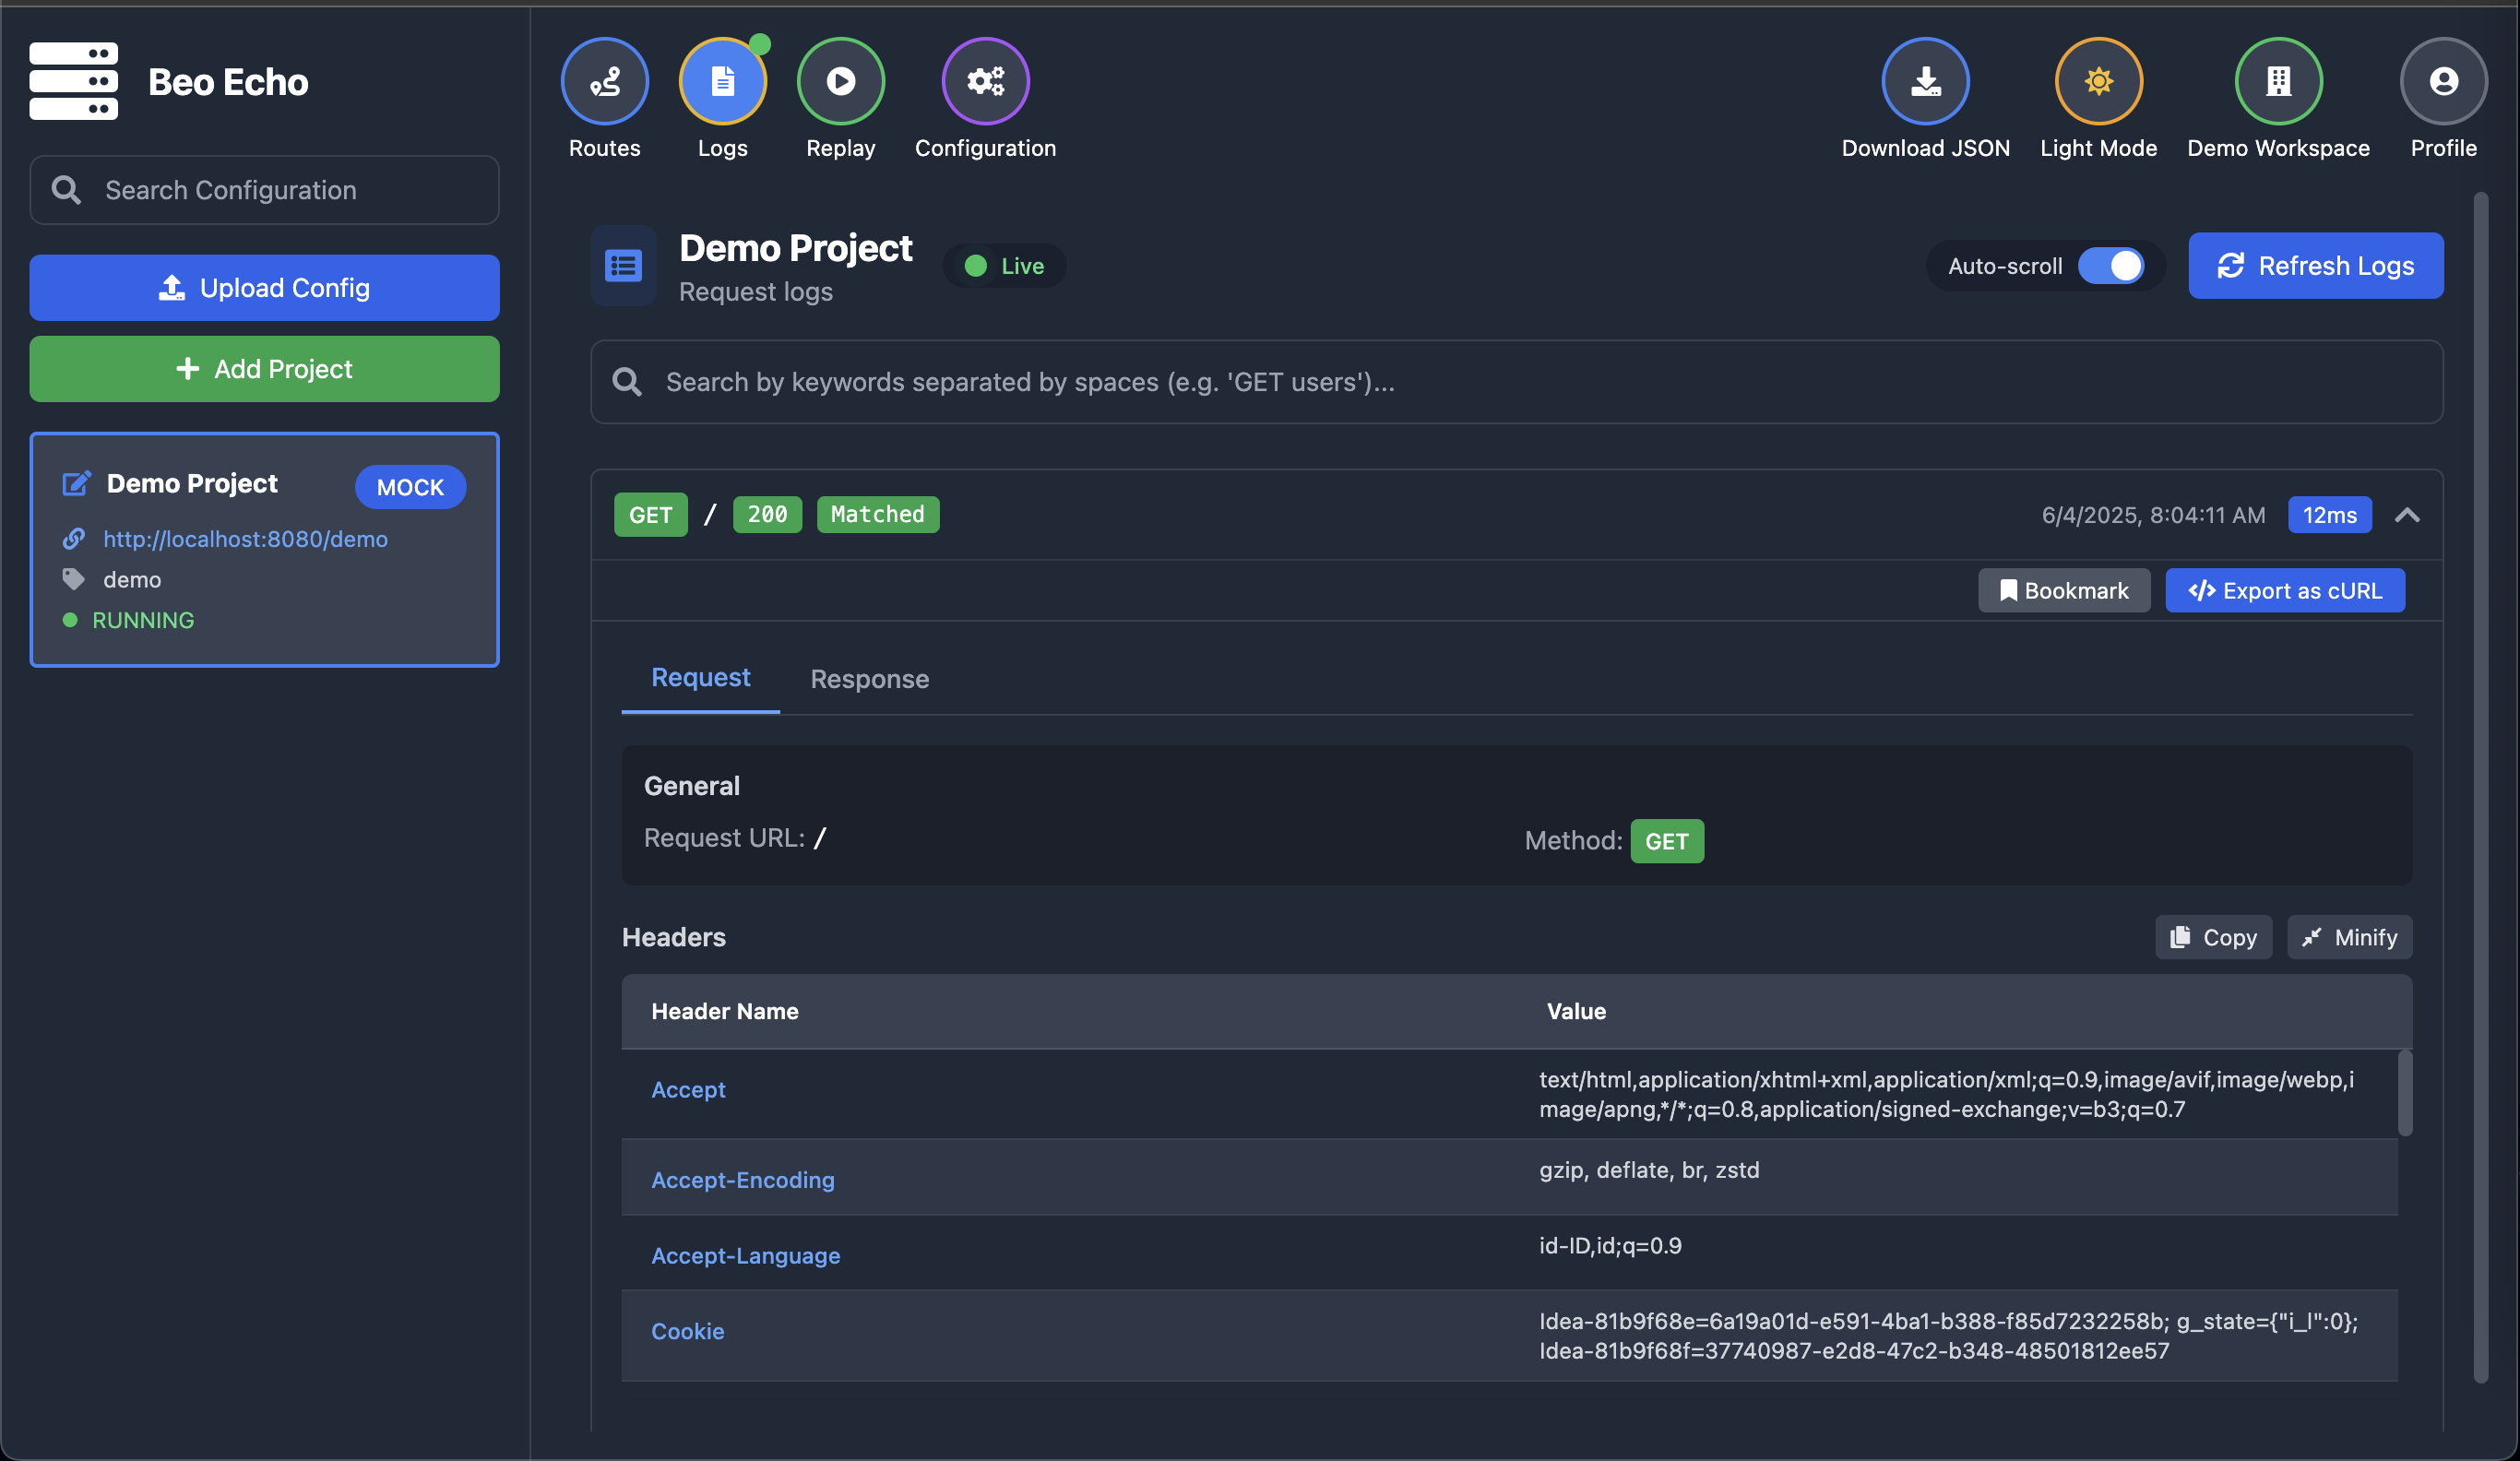 Beo Echo
Search Configuration
Upload Config
Add Project
Demo Project
MOCK
http://localhost:8080/demo
demo
RUNNING
Routes
Logs
Replay
Configuration
Download JSON
Light Mode
Demo Workspace
Profile
Demo Project
Request logs
Live
Auto-scroll
Refresh Logs
Search by keywords separated by spaces (e.g. 'GET users')...
GET / 200 Matched
6/4/2025, 8:04:11 AM 12ms
Bookmark
</> Export as cURL
Request
Response
General
Request URL: /
Method: GET
Headers
Copy
Minify
Header Name
Value
Accept
text/html,application/xhtml+xml,application/xml;q=0.9,image/avif,image/webp,i
mage/apng,*/*;q=0.8,application/signed-exchange;v=b3;q=0.7
Accept-Encoding
gzip, deflate, br, zstd
Accept-Language
id-ID,id;q=0.9
Cookie
Idea-81b9f68e=6a19a01d-e591-4ba1-b388-f85d7232258b; g_state={"i_l":0};
Idea-81b9f68f=37740987-e2d8-47c2-b348-48501812ee57